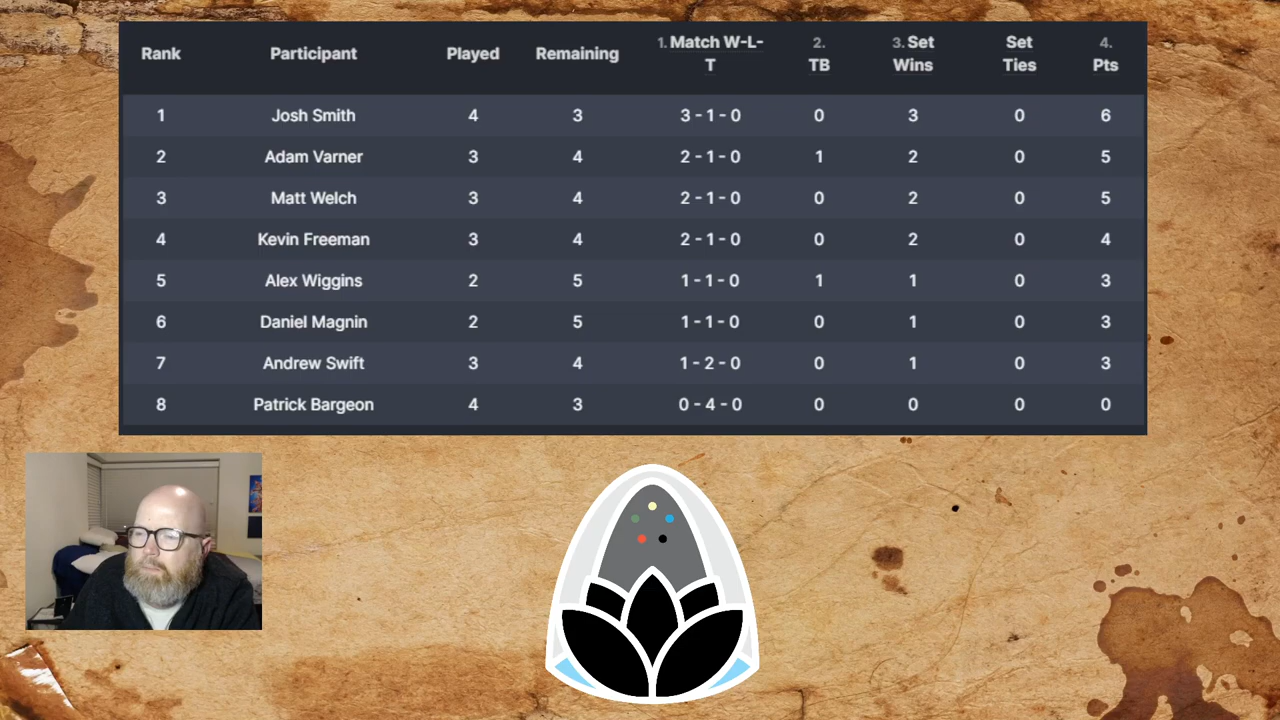 Rank Participant Played Remaining 1. Match W-L-T 2. TB 3. Set Wins Set Ties 4. Pts
1 Josh Smith 4 3 3 - 1 - 0 0 3 0 6
2 Adam Varner 3 4 2 - 1 - 0 1 2 0 5
3 Matt Welch 3 4 2 - 1 - 0 0 2 0 5
4 Kevin Freeman 3 4 2 - 1 - 0 0 2 0 4
5 Alex Wiggins 2 5 1 - 1 - 0 1 1 0 3
6 Daniel Magnin 2 5 1 - 1 - 0 0 1 0 3
7 Andrew Swift 3 4 1 - 2 - 0 0 1 0 3
8 Patrick Bargeon 4 3 0 - 4 - 0 0 0 0 0